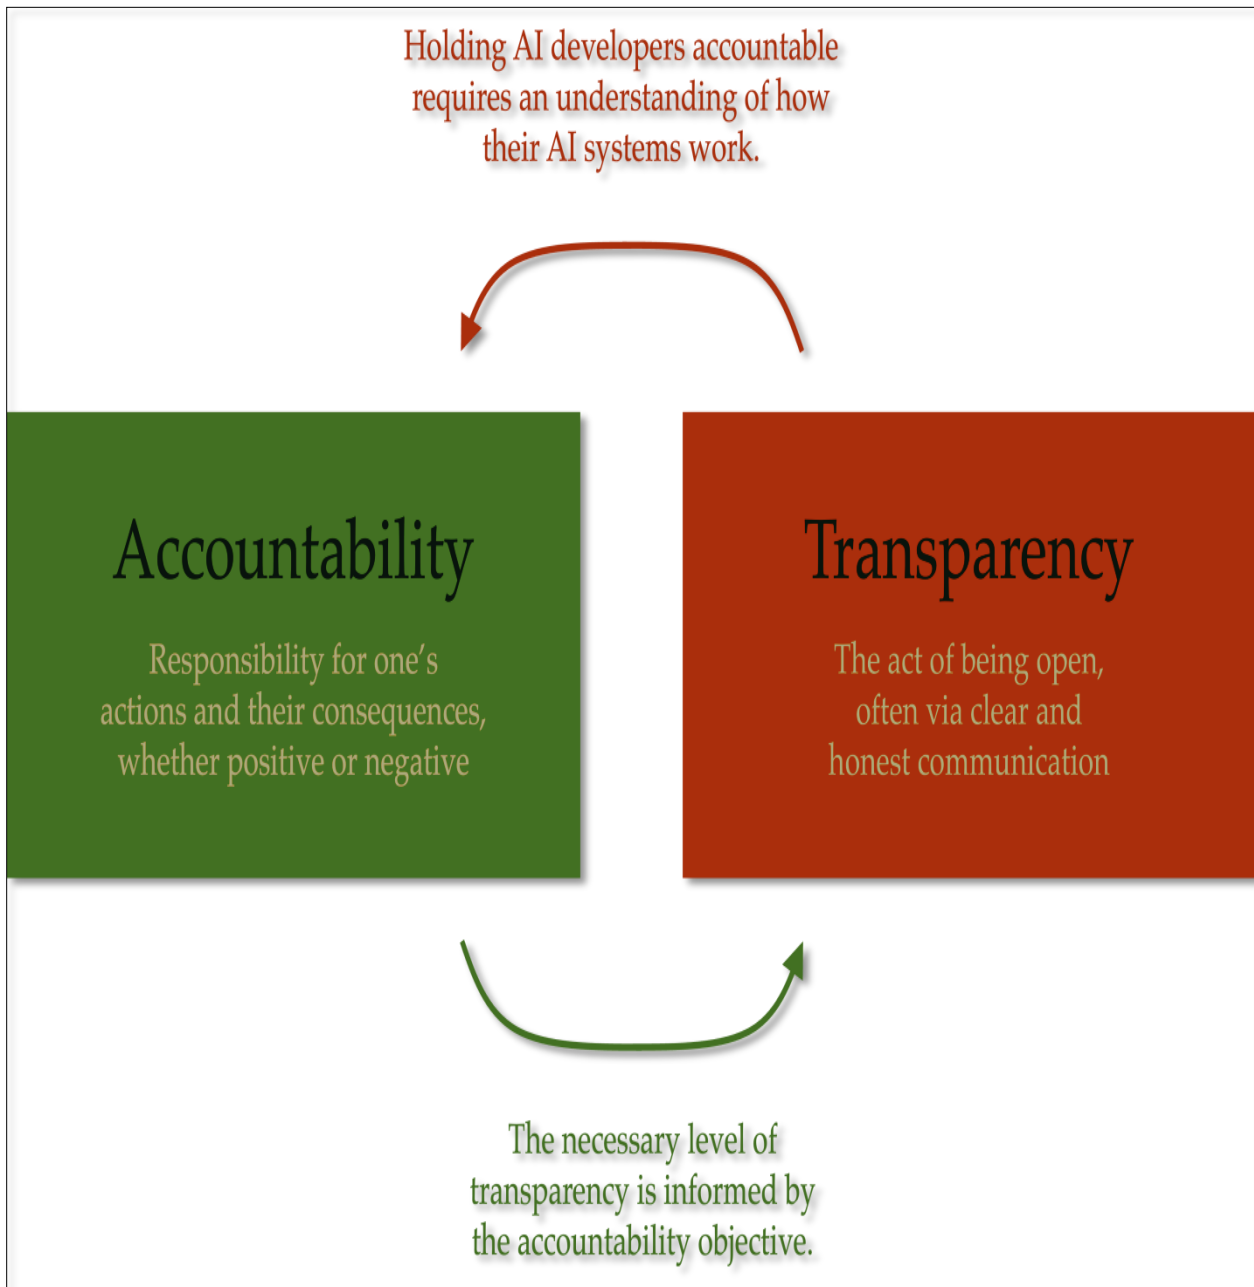 Holding AI developers accountable
requires an understanding of how
their AI systems work.
Accountability
Responsibility for one’s
actions and their consequences,
whether positive or negative
Transparency
The act of being open,
often via clear and
honest communication
The necessary level of
transparency is informed by
the accountability objective.